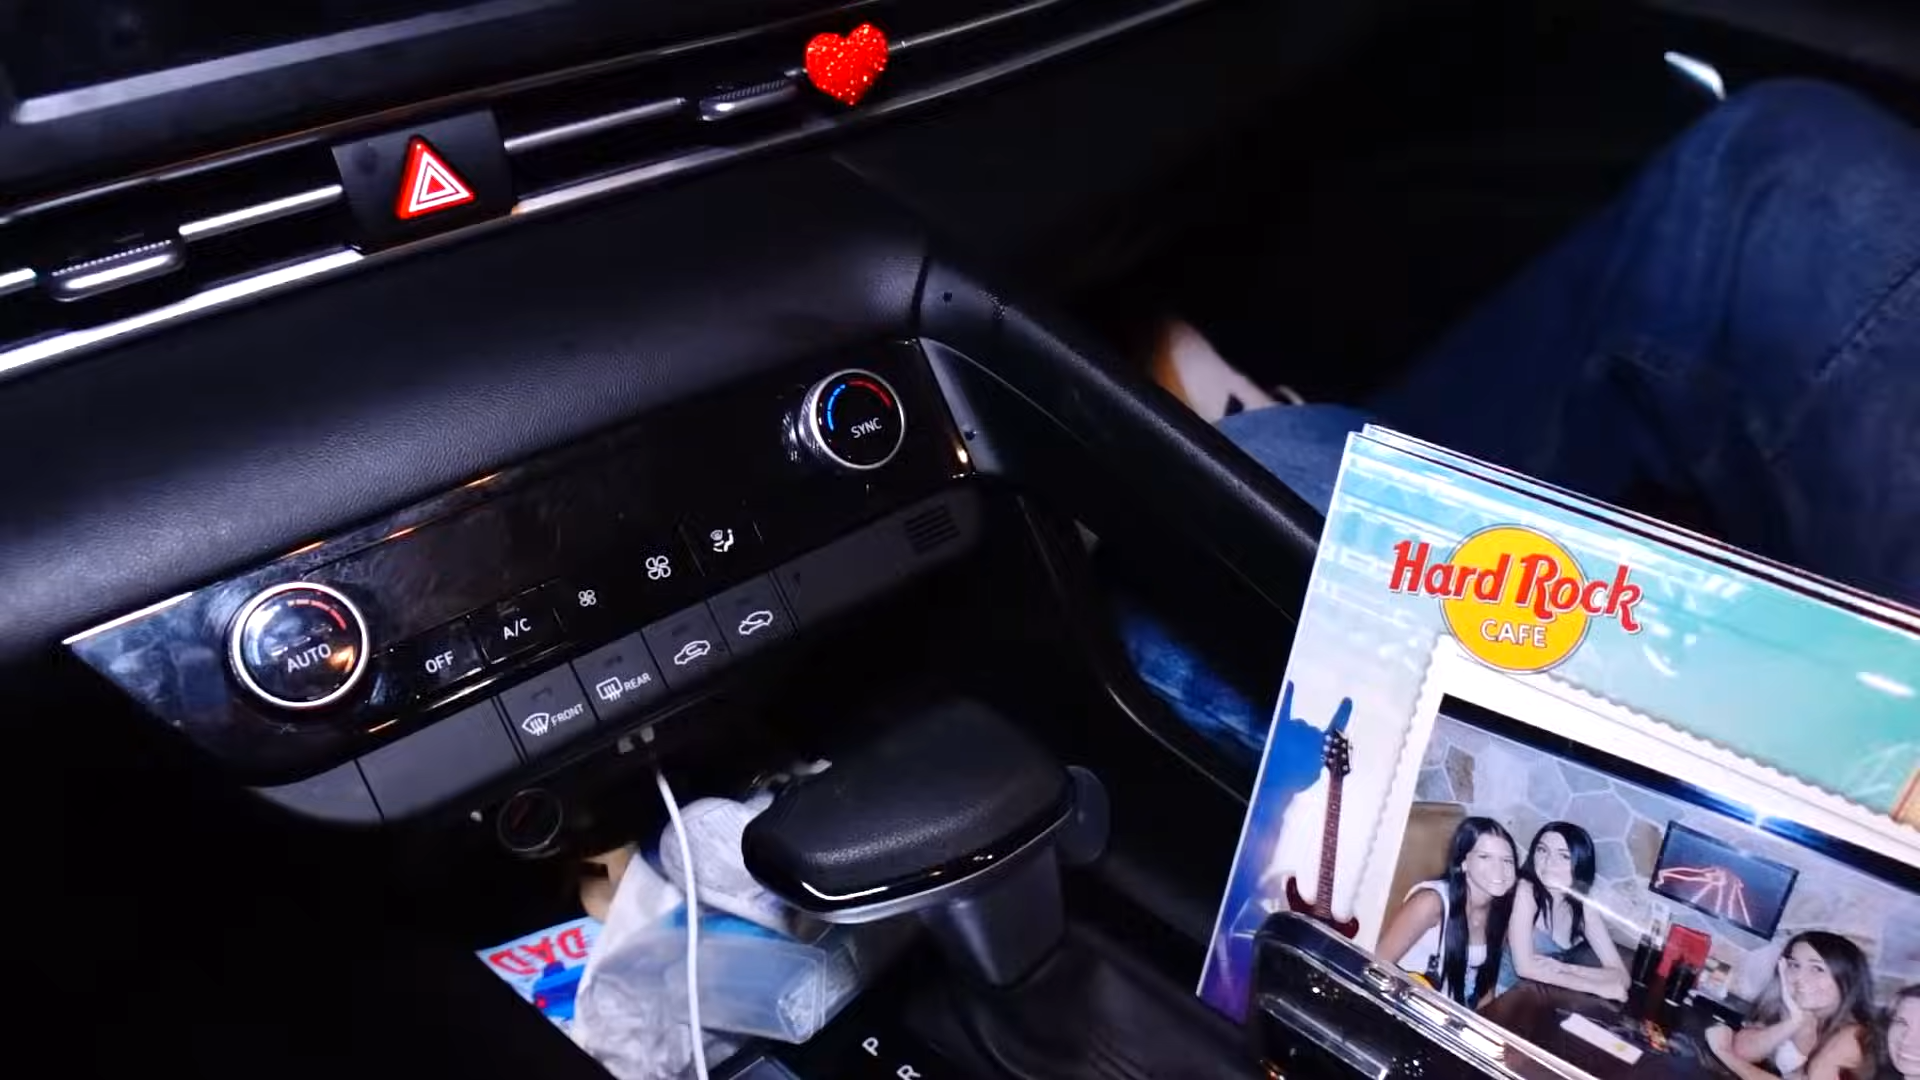 SYNC
AUTO
OFF
A/C
FRONT
REAR
Hard Rock
CAFE
DAD
P
R